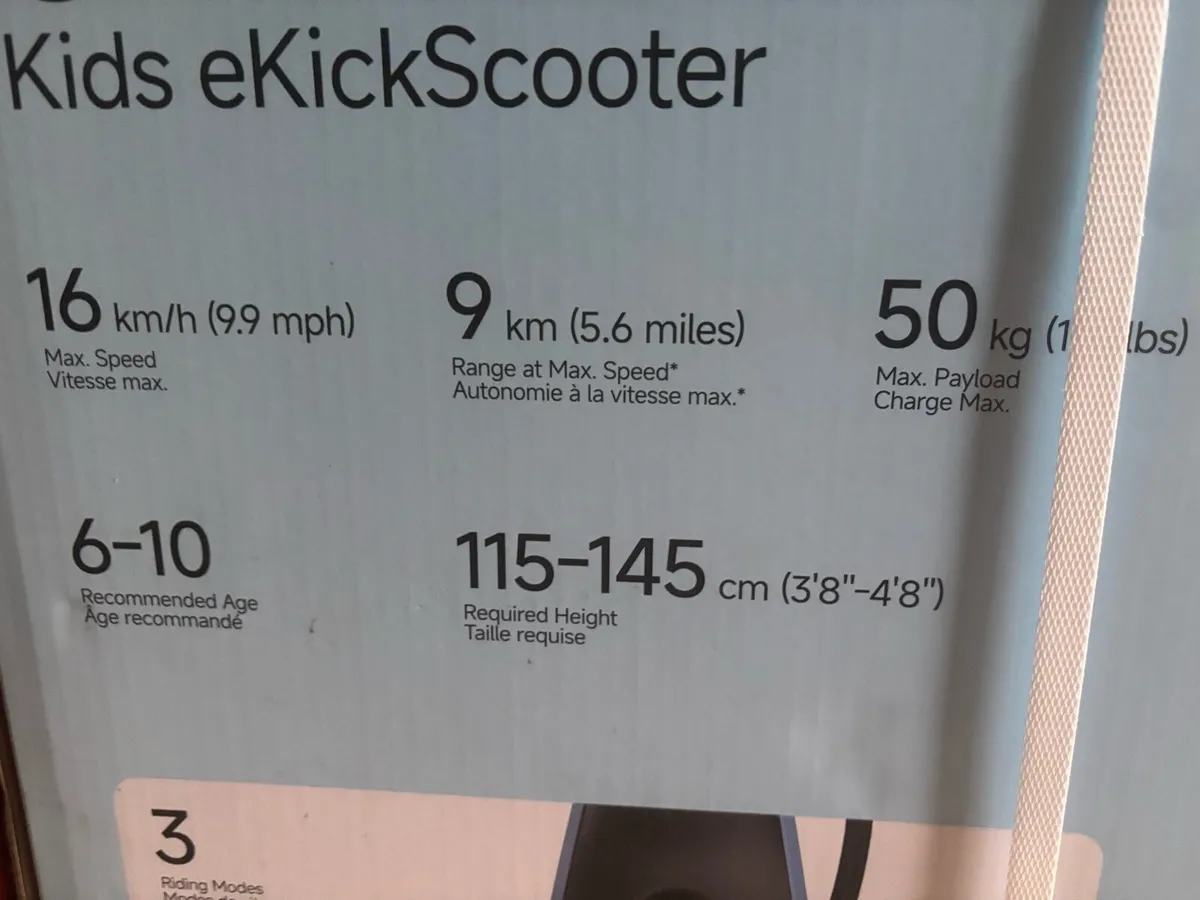 Kids eKickScooter
16 km/h (9.9 mph)
Max. Speed
Vitesse max.
9 km (5.6 miles)
Range at Max. Speed*
Autonomie à la vitesse max.*
50 kg (1 lbs)
Max. Payload
Charge Max.
6-10
Recommended Age
Âge recommandé
115-145 cm (3'8"-4'8")
Required Height
Taille requise
3
Riding Modes